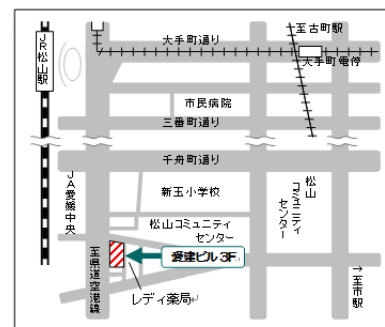 至古町駅
大手町通り
大手町電停
JR松山駅
市民病院
三番町通り
千舟町通り
新玉小学校
JA愛媛中央
松山コミュニティ
センター
松山
コミュニティ
センター
至県道空港線
愛建ビル3F
レディ薬局
→至市駅